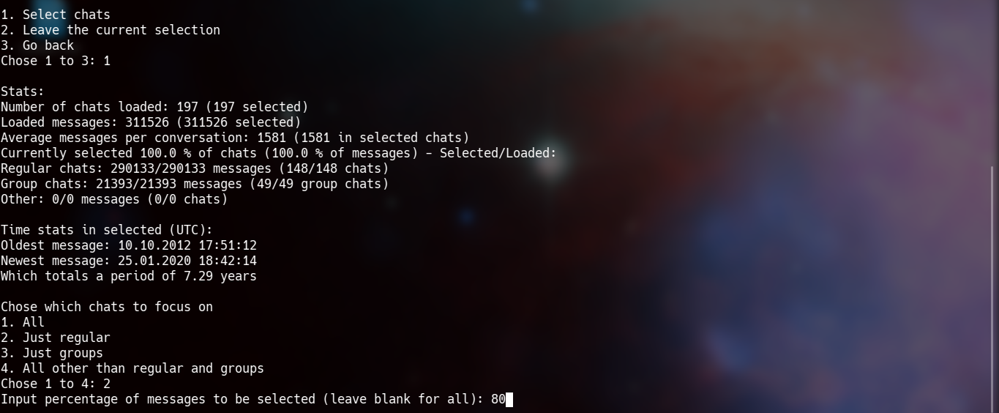 1. Select chats
2. Leave the current selection
3. Go back
Chose 1 to 3: 1
Stats:
Number of chats loaded: 197 (197 selected)
Loaded messages: 311526 (311526 selected)
Average messages per conversation: 1581 (1581 in selected chats)
Currently selected 100.0 % of chats (100.0 % of messages) – Selected/Loaded:
Regular chats: 290133/290133 messages (148/148 chats)
Group chats: 21393/21393 messages (49/49 group chats)
Other: 0/0 messages (0/0 chats)
Time stats in selected (UTC):
Oldest message: 10.10.2012 17:51:12
Newest message: 25.01.2020 18:42:14
Which totals a period of 7.29 years
Chose which chats to focus on
1. All
2. Just regular
3. Just groups
4. All other than regular and groups
Chose 1 to 4: 2
Input percentage of messages to be selected (leave blank for all): 80